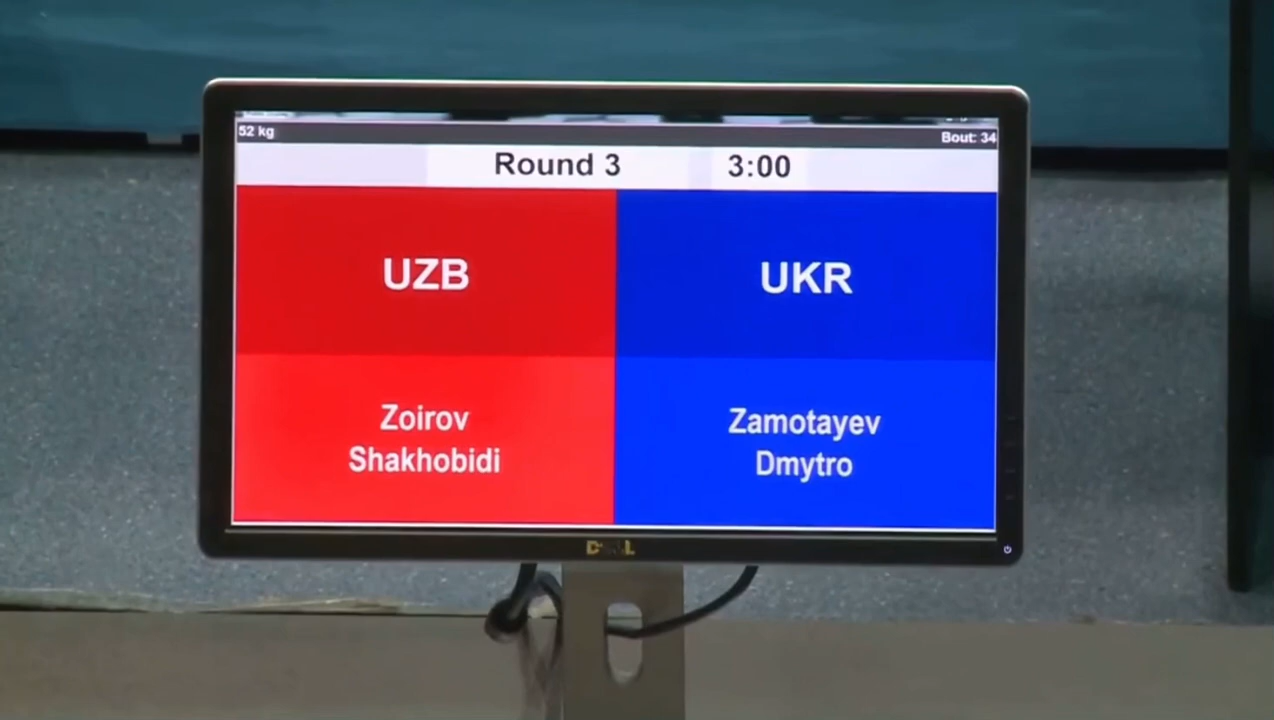 52 kg
Bout: 34
Round 3
3:00
UZB
UKR
Zoirov
Shakhobidi
Zamotayev
Dmytro
DELL